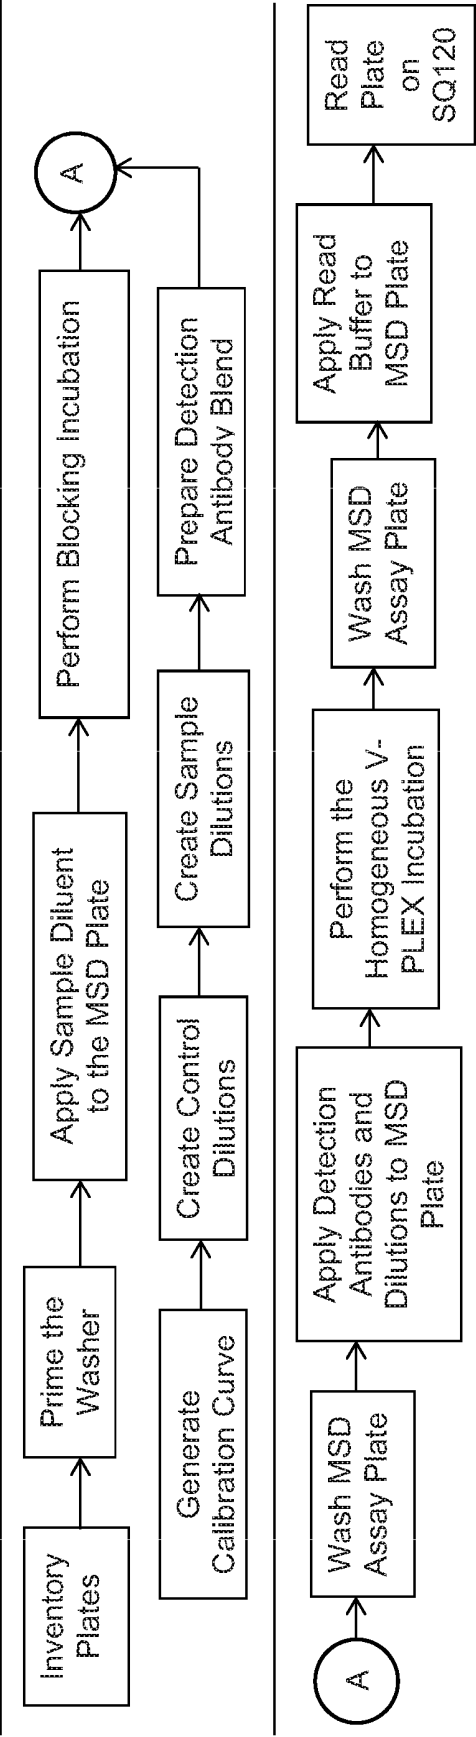 Inventory
Plates
Prime the
Washer
Apply Sample Diluent
to the MSD Plate
Perform Blocking Incubation
A
Generate
Calibration Curve
Create Control
Dilutions
Create Sample
Dilutions
Prepare Detection
Antibody Blend
A
Wash MSD
Assay Plate
Apply Detection
Antibodies and
Dilutions to MSD
Plate
Perform the
Homogeneous V-
PLEX Incubation
Wash MSD
Assay Plate
Apply Read
Buffer to
MSD Plate
Read
Plate
on
SQ120